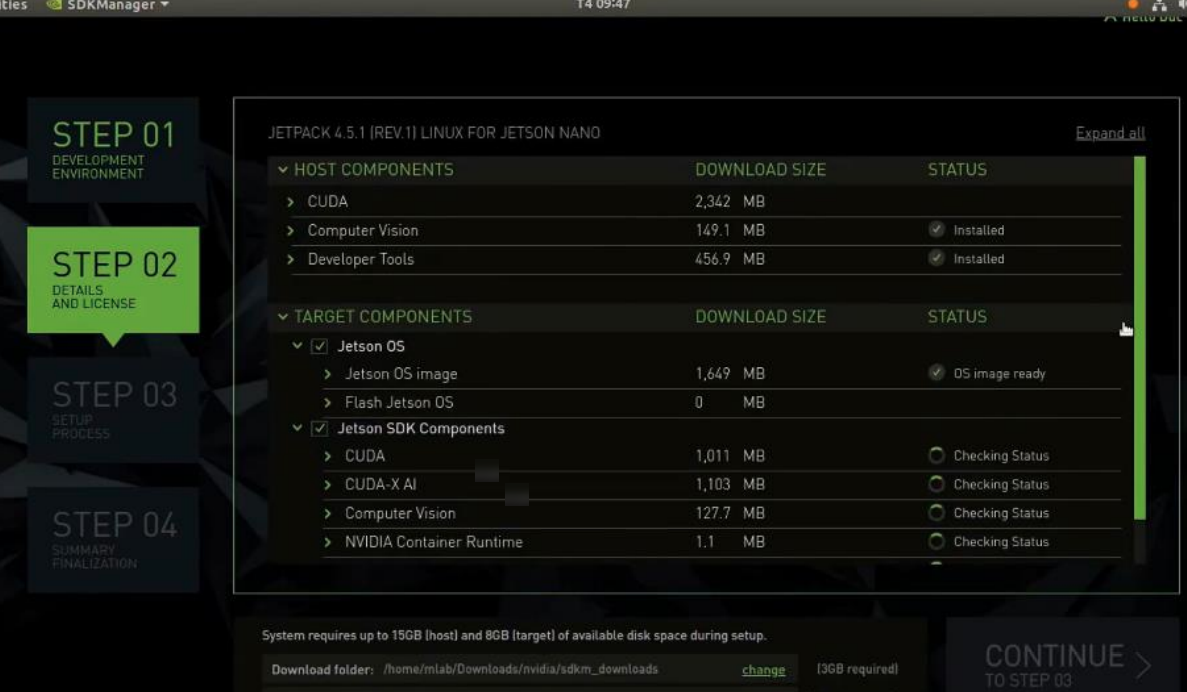 SDKManager
T4 09:47
STEP 01
DEVELOPMENT
ENVIRONMENT
STEP 02
DETAILS
AND LICENSE
STEP 03
SETUP
PROCESS
STEP 04
SUMMARY
FINALIZATION
JETPACK 4.5.1 (REV.1) LINUX FOR JETSON NANO Expand all
HOST COMPONENTS DOWNLOAD SIZE STATUS
CUDA 2,342 MB
Computer Vision 149.1 MB Installed
Developer Tools 456.9 MB Installed
TARGET COMPONENTS DOWNLOAD SIZE STATUS
Jetson OS
Jetson OS image 1,649 MB OS image ready
Flash Jetson OS 0 MB
Jetson SDK Components
CUDA 1,011 MB Checking Status
CUDA-X AI 1,103 MB Checking Status
Computer Vision 127.7 MB Checking Status
NVIDIA Container Runtime 1.1 MB Checking Status
System requires up to 15GB (host) and 8GB (target) of available disk space during setup.
Download folder: /home/mlab/Downloads/nvidia/sdkm_downloads change (3GB required)
CONTINUE
TO STEP 03